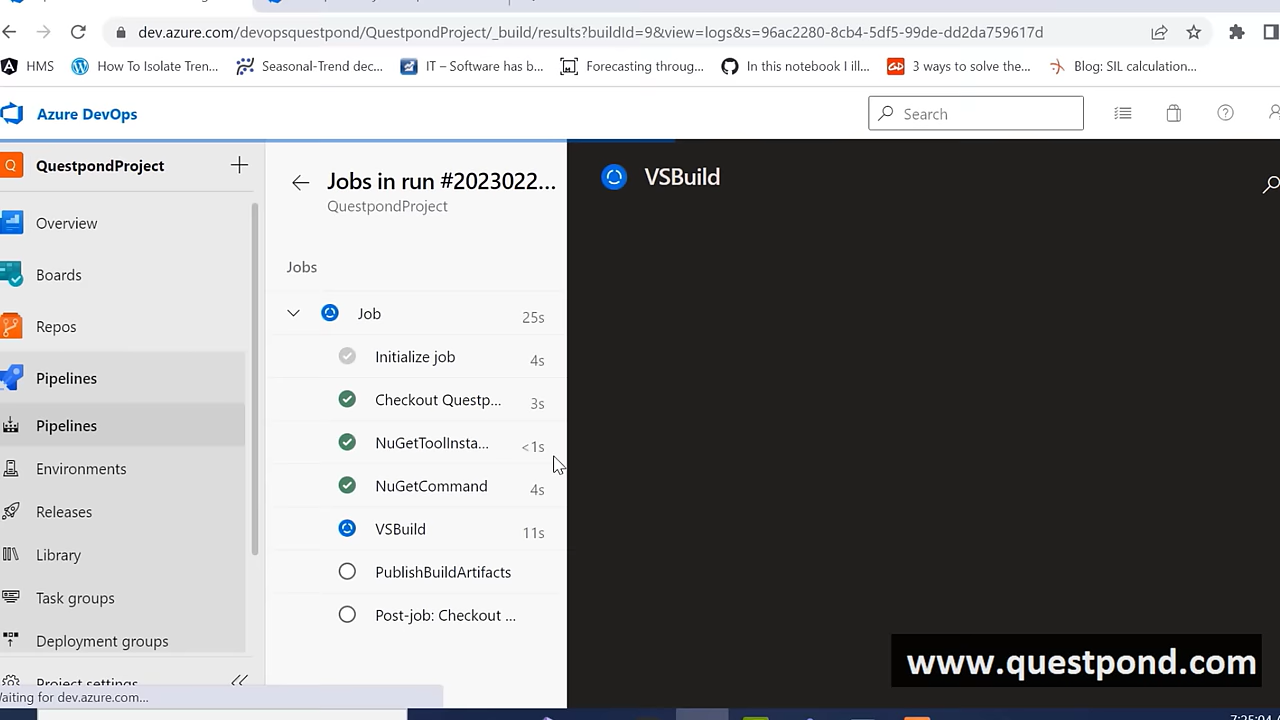 dev.azure.com/devopsquestpond/QuestpondProject/_build/results?buildId=9&view=logs&s=96ac2280-8cb4-5df5-99de-dd2da759617d
HMS
How To Isolate Tren...
Seasonal-Trend dec...
IT – Software has b...
Forecasting throug...
In this notebook I ill...
3 ways to solve the...
Blog: SIL calculation...
Azure DevOps
Search
Q
QuestpondProject
Overview
Boards
Repos
Pipelines
Pipelines
Environments
Releases
Library
Task groups
Deployment groups
Project settings
Waiting for dev.azure.com...
Jobs in run #2023022...
QuestpondProject
Jobs
Job 25s
Initialize job 4s
Checkout Questp... 3s
NuGetToolInsta... <1s
NuGetCommand 4s
VSBuild 11s
PublishBuildArtifacts
Post-job: Checkout ...
VSBuild
www.questpond.com